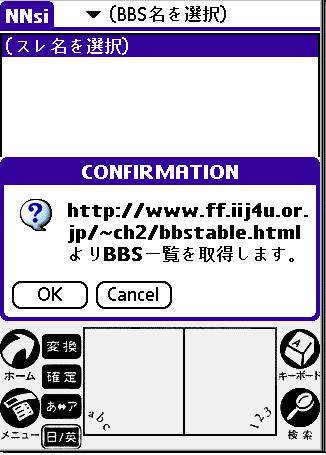 NNsi ▼ (BBS名を選択)
(スレ名を選択)
CONFIRMATION
http://www.ff.iij4u.or.
jp/~ch2/bbstable.html
よりBBS一覧を取得します。
OK Cancel
変換
ホーム 確定 キーボード
あ⇔ア
メニュー 日/英 abc 123 検索